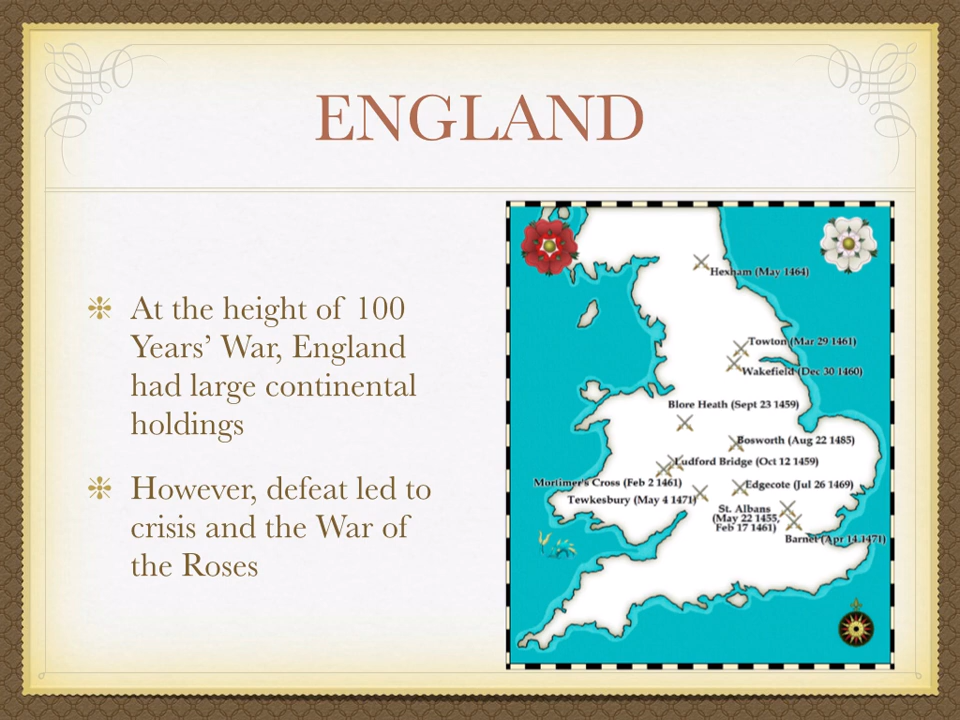 ENGLAND
At the height of 100
Years’ War, England
had large continental
holdings
However, defeat led to
crisis and the War of
the Roses
Hexham (May 1464)
Towton (Mar 29 1461)
Wakefield (Dec 30 1460)
Blore Heath (Sept 23 1459)
Bosworth (Aug 22 1485)
Ludford Bridge (Oct 12 1459)
Mortimer's Cross (Feb 2 1461)
Edgecote (Jul 26 1469)
Tewkesbury (May 4 1471)
St. Albans
(May 22 1455,
Feb 17 1461)
Barnet (Apr 14 1471)